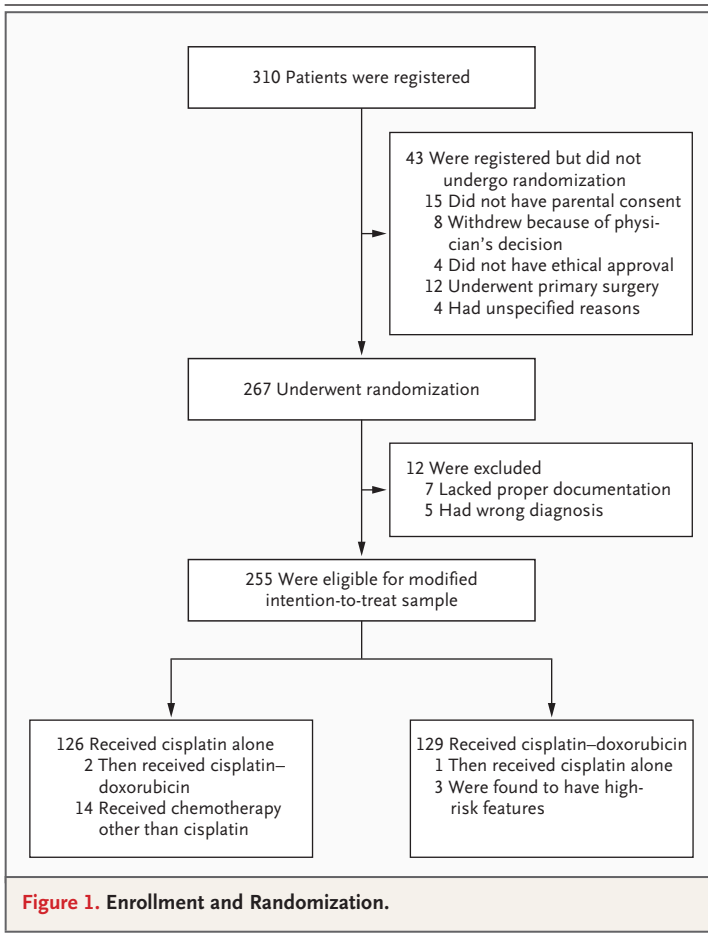 310 Patients were registered
43 Were registered but did not
undergo randomization
15 Did not have parental consent
8 Withdrew because of physi-
cian's decision
4 Did not have ethical approval
12 Underwent primary surgery
4 Had unspecified reasons
267 Underwent randomization
12 Were excluded
7 Lacked proper documentation
5 Had wrong diagnosis
255 Were eligible for modified
intention-to-treat sample
126 Received cisplatin alone
2 Then received cisplatin–
doxorubicin
14 Received chemotherapy
other than cisplatin
129 Received cisplatin–doxorubicin
1 Then received cisplatin alone
3 Were found to have high-
risk features
Figure 1. Enrollment and Randomization.